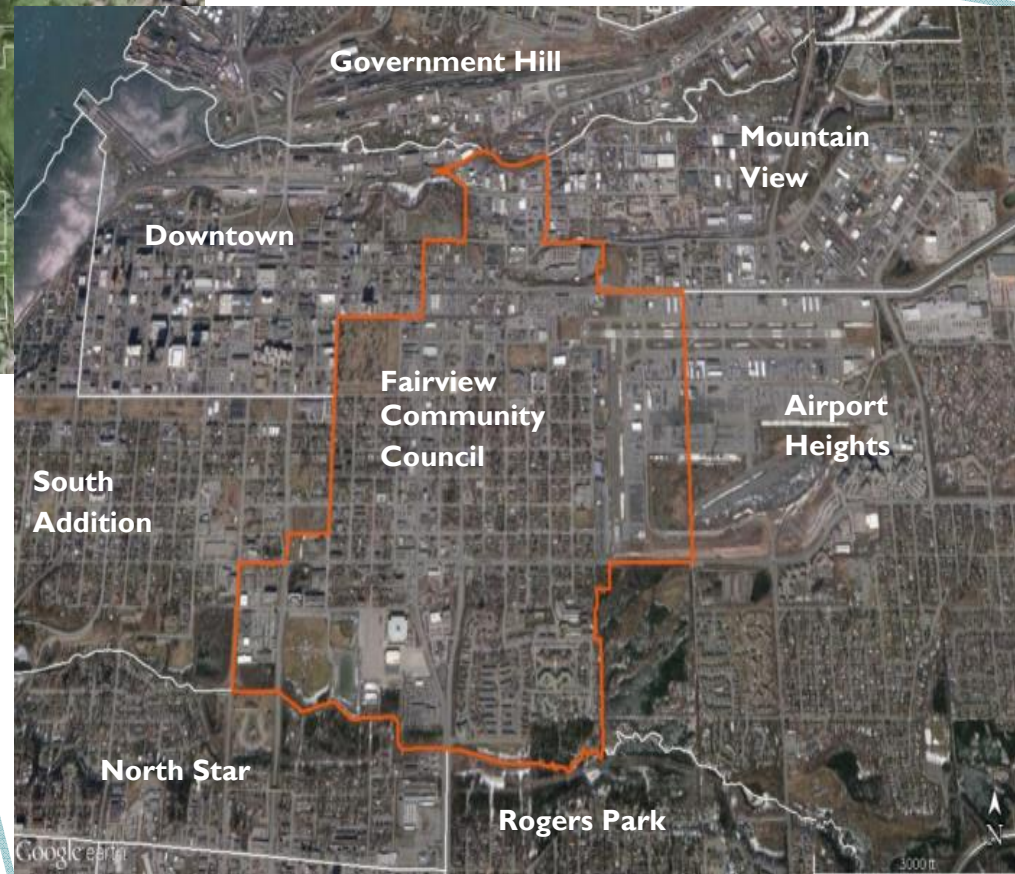 Government Hill
Mountain
View
Downtown
Fairview
Community
Council
Airport
Heights
South
Addition
North Star
Rogers Park
N
Google earth
3000 ft